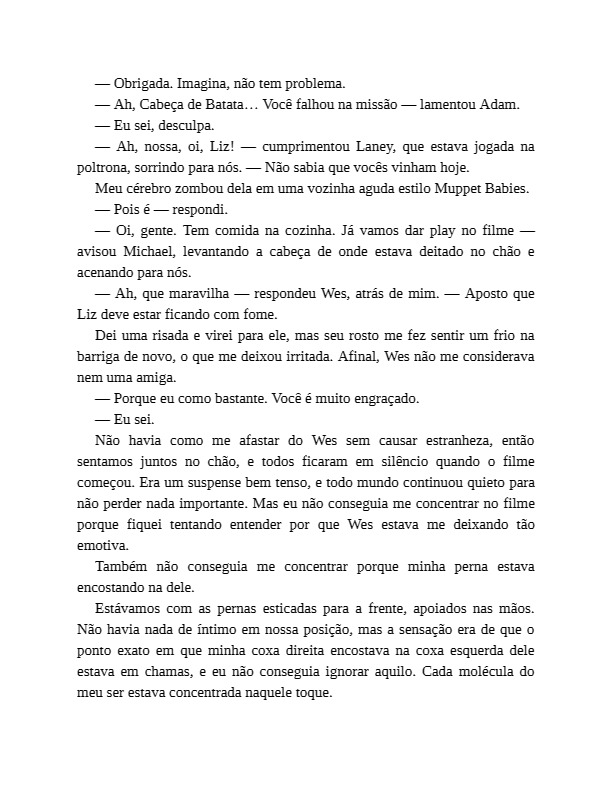 — Obrigada. Imagina, não tem problema.
— Ah, Cabeça de Batata… Você falhou na missão — lamentou Adam.
— Eu sei, desculpa.
— Ah, nossa, oi, Liz! — cumprimentou Laney, que estava jogada na
poltrona, sorrindo para nós. — Não sabia que vocês vinham hoje.
Meu cérebro zombou dela em uma vozinha aguda estilo Muppet Babies.
— Pois é — respondi.
— Oi, gente. Tem comida na cozinha. Já vamos dar play no filme —
avisou Michael, levantando a cabeça de onde estava deitado no chão e
acenando para nós.
— Ah, que maravilha — respondeu Wes, atrás de mim. — Aposto que
Liz deve estar ficando com fome.
Dei uma risada e virei para ele, mas seu rosto me fez sentir um frio na
barriga de novo, o que me deixou irritada. Afinal, Wes não me considerava
nem uma amiga.
— Porque eu como bastante. Você é muito engraçado.
— Eu sei.
Não havia como me afastar do Wes sem causar estranheza, então
sentamos juntos no chão, e todos ficaram em silêncio quando o filme
começou. Era um suspense bem tenso, e todo mundo continuou quieto para
não perder nada importante. Mas eu não conseguia me concentrar no filme
porque fiquei tentando entender por que Wes estava me deixando tão
emotiva.
Também não conseguia me concentrar porque minha perna estava
encostando na dele.
Estávamos com as pernas esticadas para a frente, apoiados nas mãos.
Não havia nada de íntimo em nossa posição, mas a sensação era de que o
ponto exato em que minha coxa direita encostava na coxa esquerda dele
estava em chamas, e eu não conseguia ignorar aquilo. Cada molécula do
meu ser estava concentrada naquele toque.